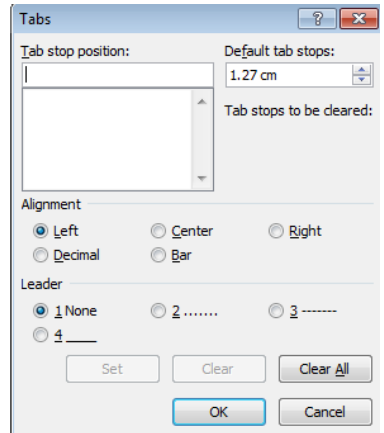 Tabs
Tab stop position: Default tab stops:
1.27 cm
Tab stops to be cleared:
Alignment
Left Center Right
Decimal Bar
Leader
1 None 2 ....... 3 -------
4 ____
Set Clear Clear All
OK Cancel